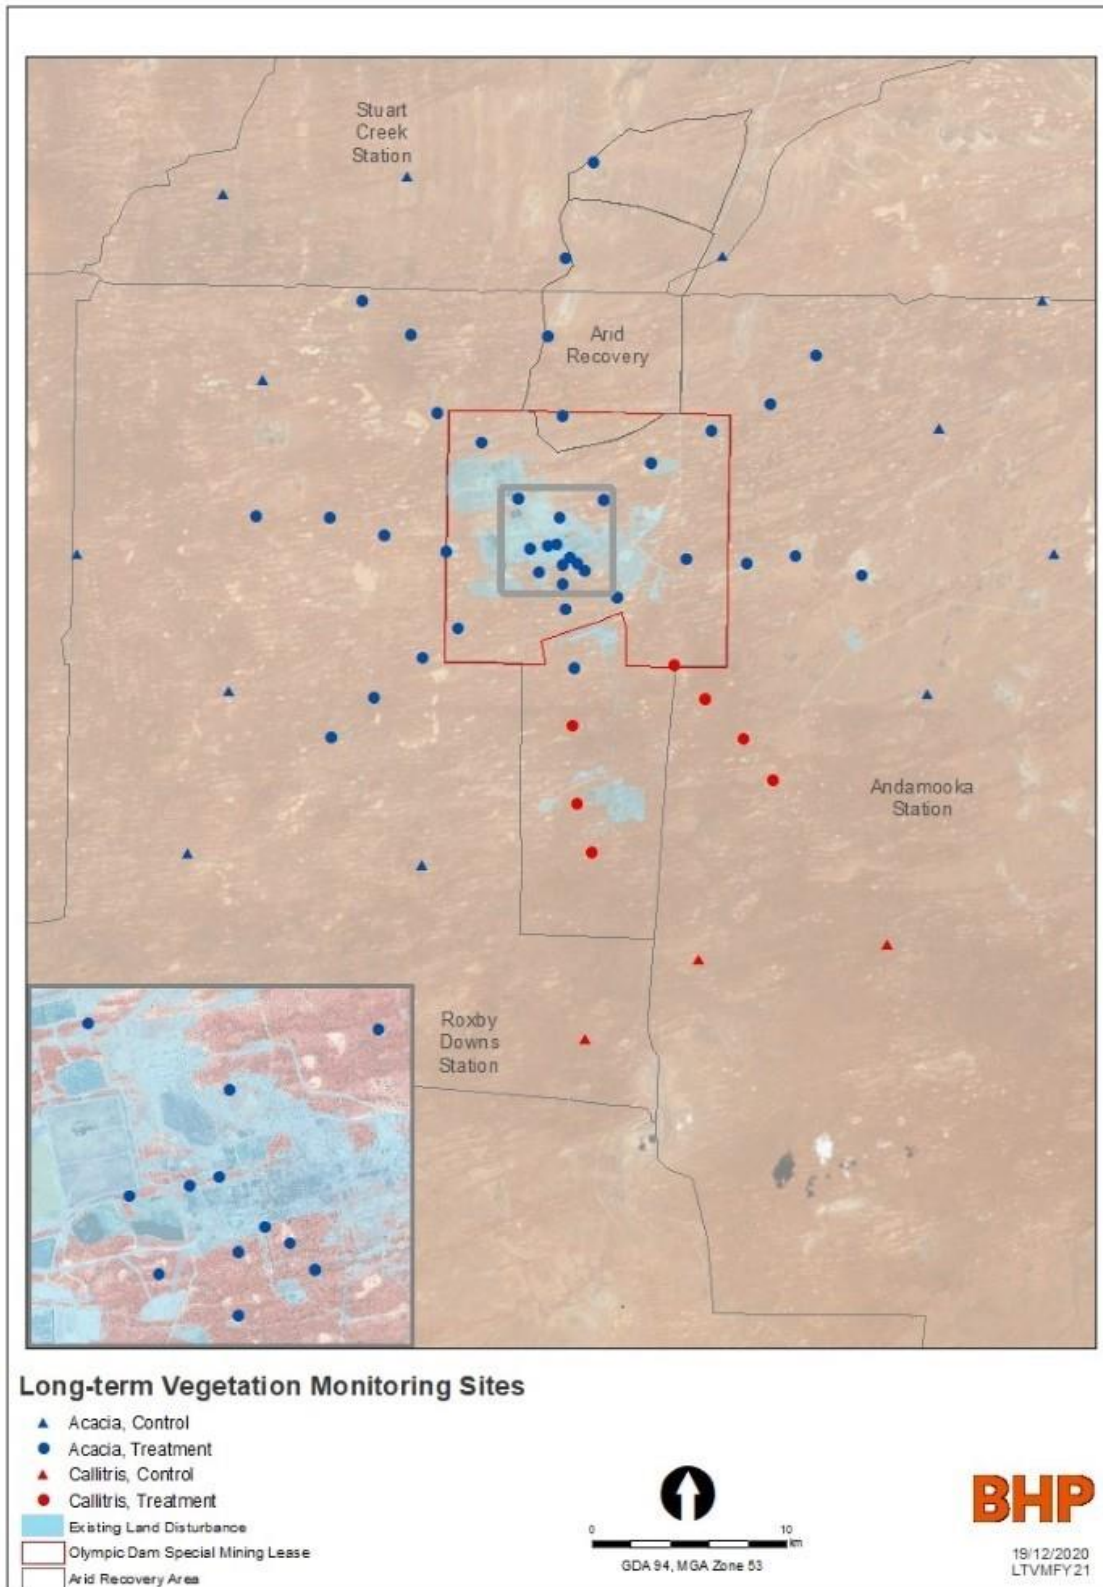 Stuart
Creek
Station
Arid
Recovery
Andamooka
Station
Roxby
Downs
Station
Long-term Vegetation Monitoring Sites
Acacia, Control
Acacia, Treatment
Callitris, Control
Callitris, Treatment
Existing Land Disturbance
Olympic Dam Special Mining Lease
Arid Recovery Area
0 10
km
GDA 94, MGA Zone 53
BHP
19/12/2020
LTVMFY21